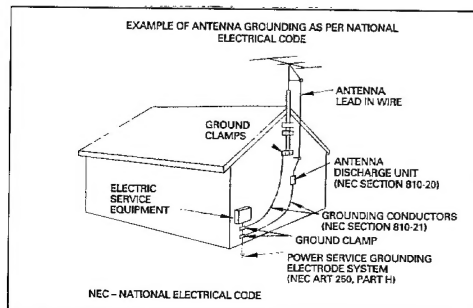 EXAMPLE OF ANTENNA GROUNDING AS PER NATIONAL
ELECTRICAL CODE
ANTENNA
LEAD IN WIRE
GROUND
CLAMPS
ANTENNA
DISCHARGE UNIT
(NEC SECTION 810-20)
ELECTRIC
SERVICE
EQUIPMENT
GROUNDING CONDUCTORS
(NEC SECTION 810-21)
GROUND CLAMP
POWER SERVICE GROUNDING
ELECTRODE SYSTEM
(NEC ART 250, PART H)
NEC – NATIONAL ELECTRICAL CODE